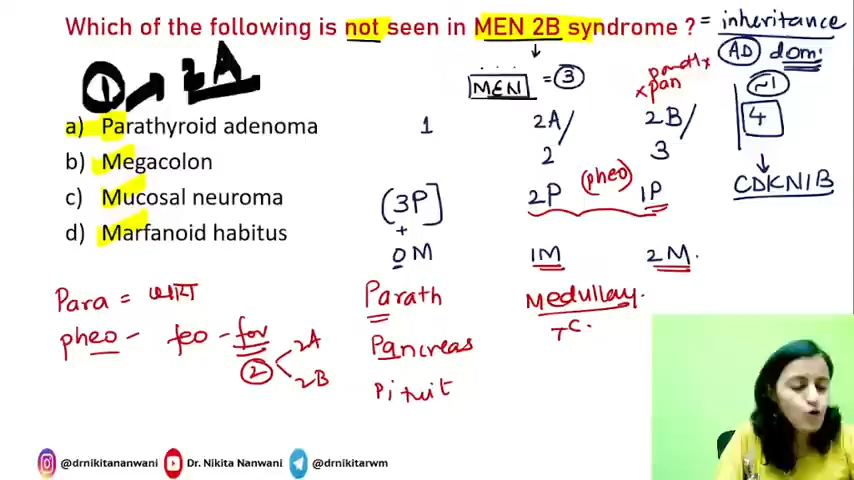 Which of the following is not seen in MEN 2B syndrome ? = inheritance
AD dom.
① → 2A
MEN = 3
x pan
~1
a) Parathyroid adenoma
1 2A/ 2B/ 4
b) Megacolon
2 3
CDKN1B
c) Mucosal neuroma
(3P] 2P (pheo) 1P
+
d) Marfanoid habitus
0M 1M 2M.
Para =
Parath Medullay.
TC.
pheo - feo - for
2 2A
2B
Pancreas
Pituit
@drnikitananwani Dr. Nikita Nanwani @drnikitarwm